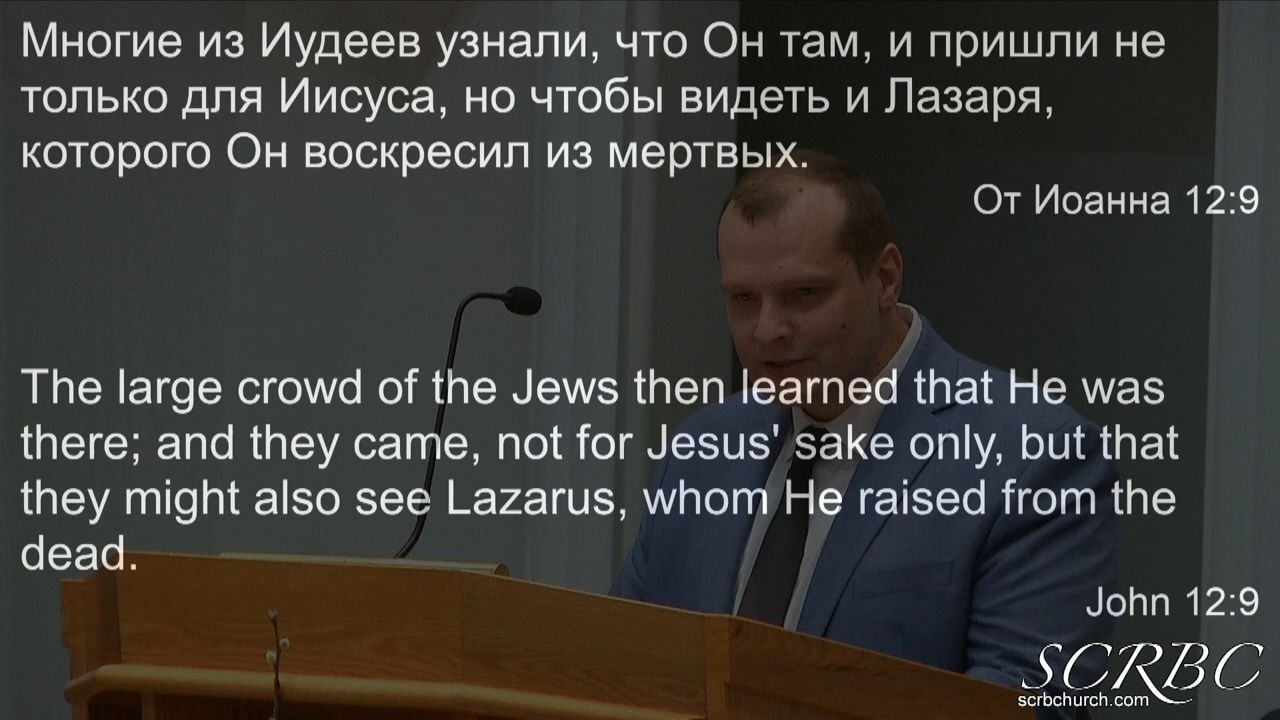 Многие из Иудеев узнали, что Он там, и пришли не
только для Иисуса, но чтобы видеть и Лазаря,
которого Он воскресил из мертвых.
От Иоанна 12:9
The large crowd of the Jews then learned that He was
there; and they came, not for Jesus' sake only, but that
they might also see Lazarus, whom He raised from the
dead.
John 12:9
SCRBC
scrbchurch.com